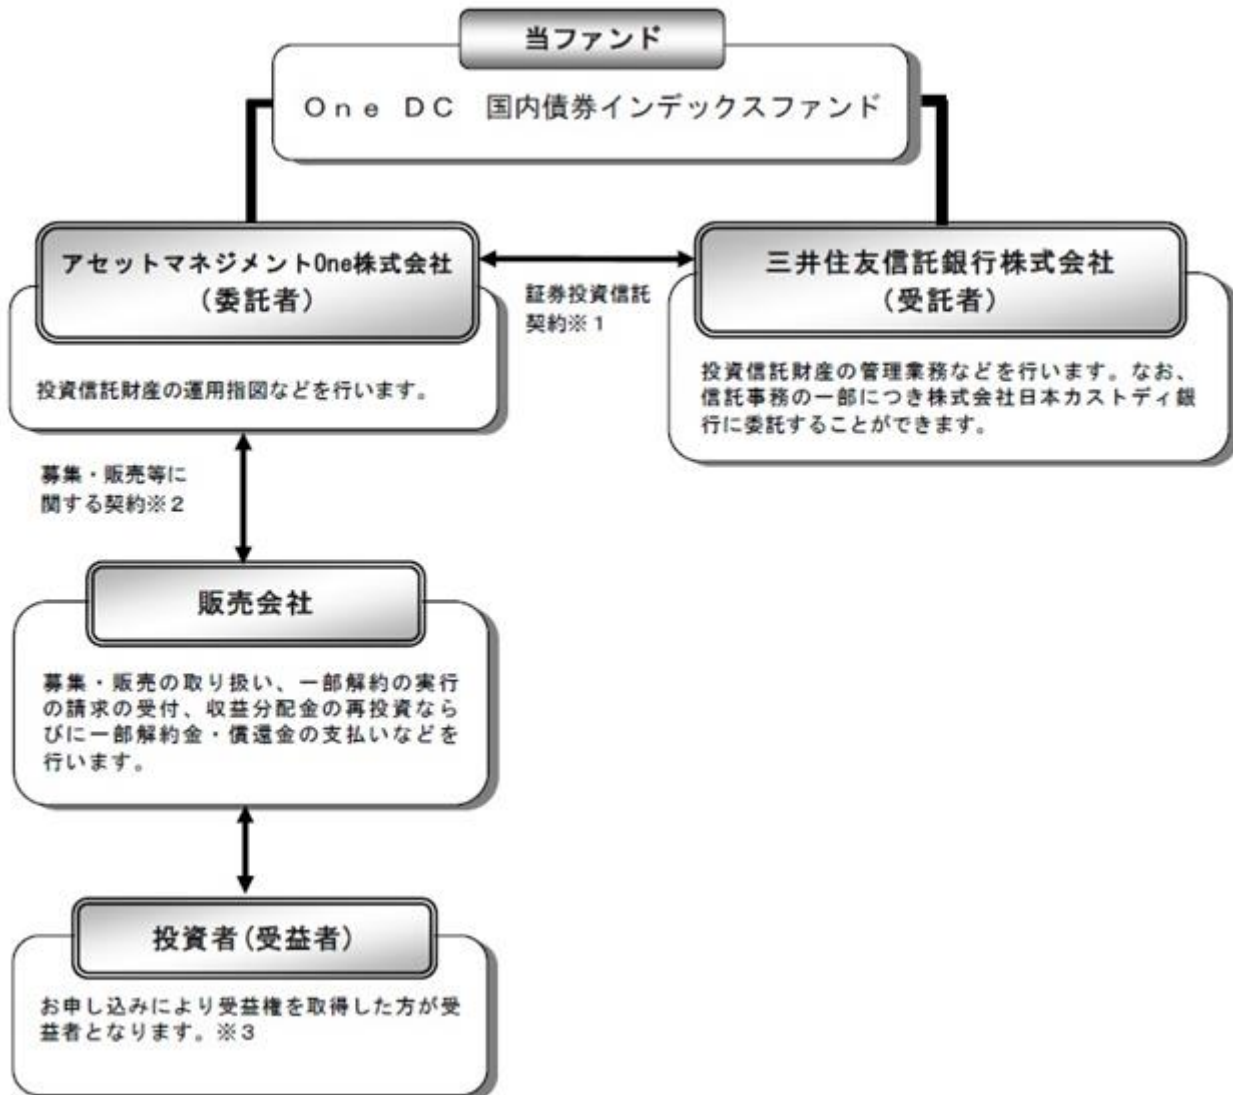 当ファンド
Ｏｎｅ ＤＣ　国内債券インデックスファンド
アセットマネジメントOne株式会社
（委託者）
投資信託財産の運用指図などを行います。
証券投資信託
契約※１
三井住友信託銀行株式会社
（受託者）
投資信託財産の管理業務などを行います。なお、
信託事務の一部につき株式会社日本カストディ銀
行に委託することができます。
募集・販売等に
関する契約※２
販売会社
募集・販売の取り扱い、一部解約の実行
の請求の受付、収益分配金の再投資なら
びに一部解約金・償還金の支払いなどを
行います。
投資者(受益者)
お申し込みにより受益権を取得した方が受
益者となります。※３